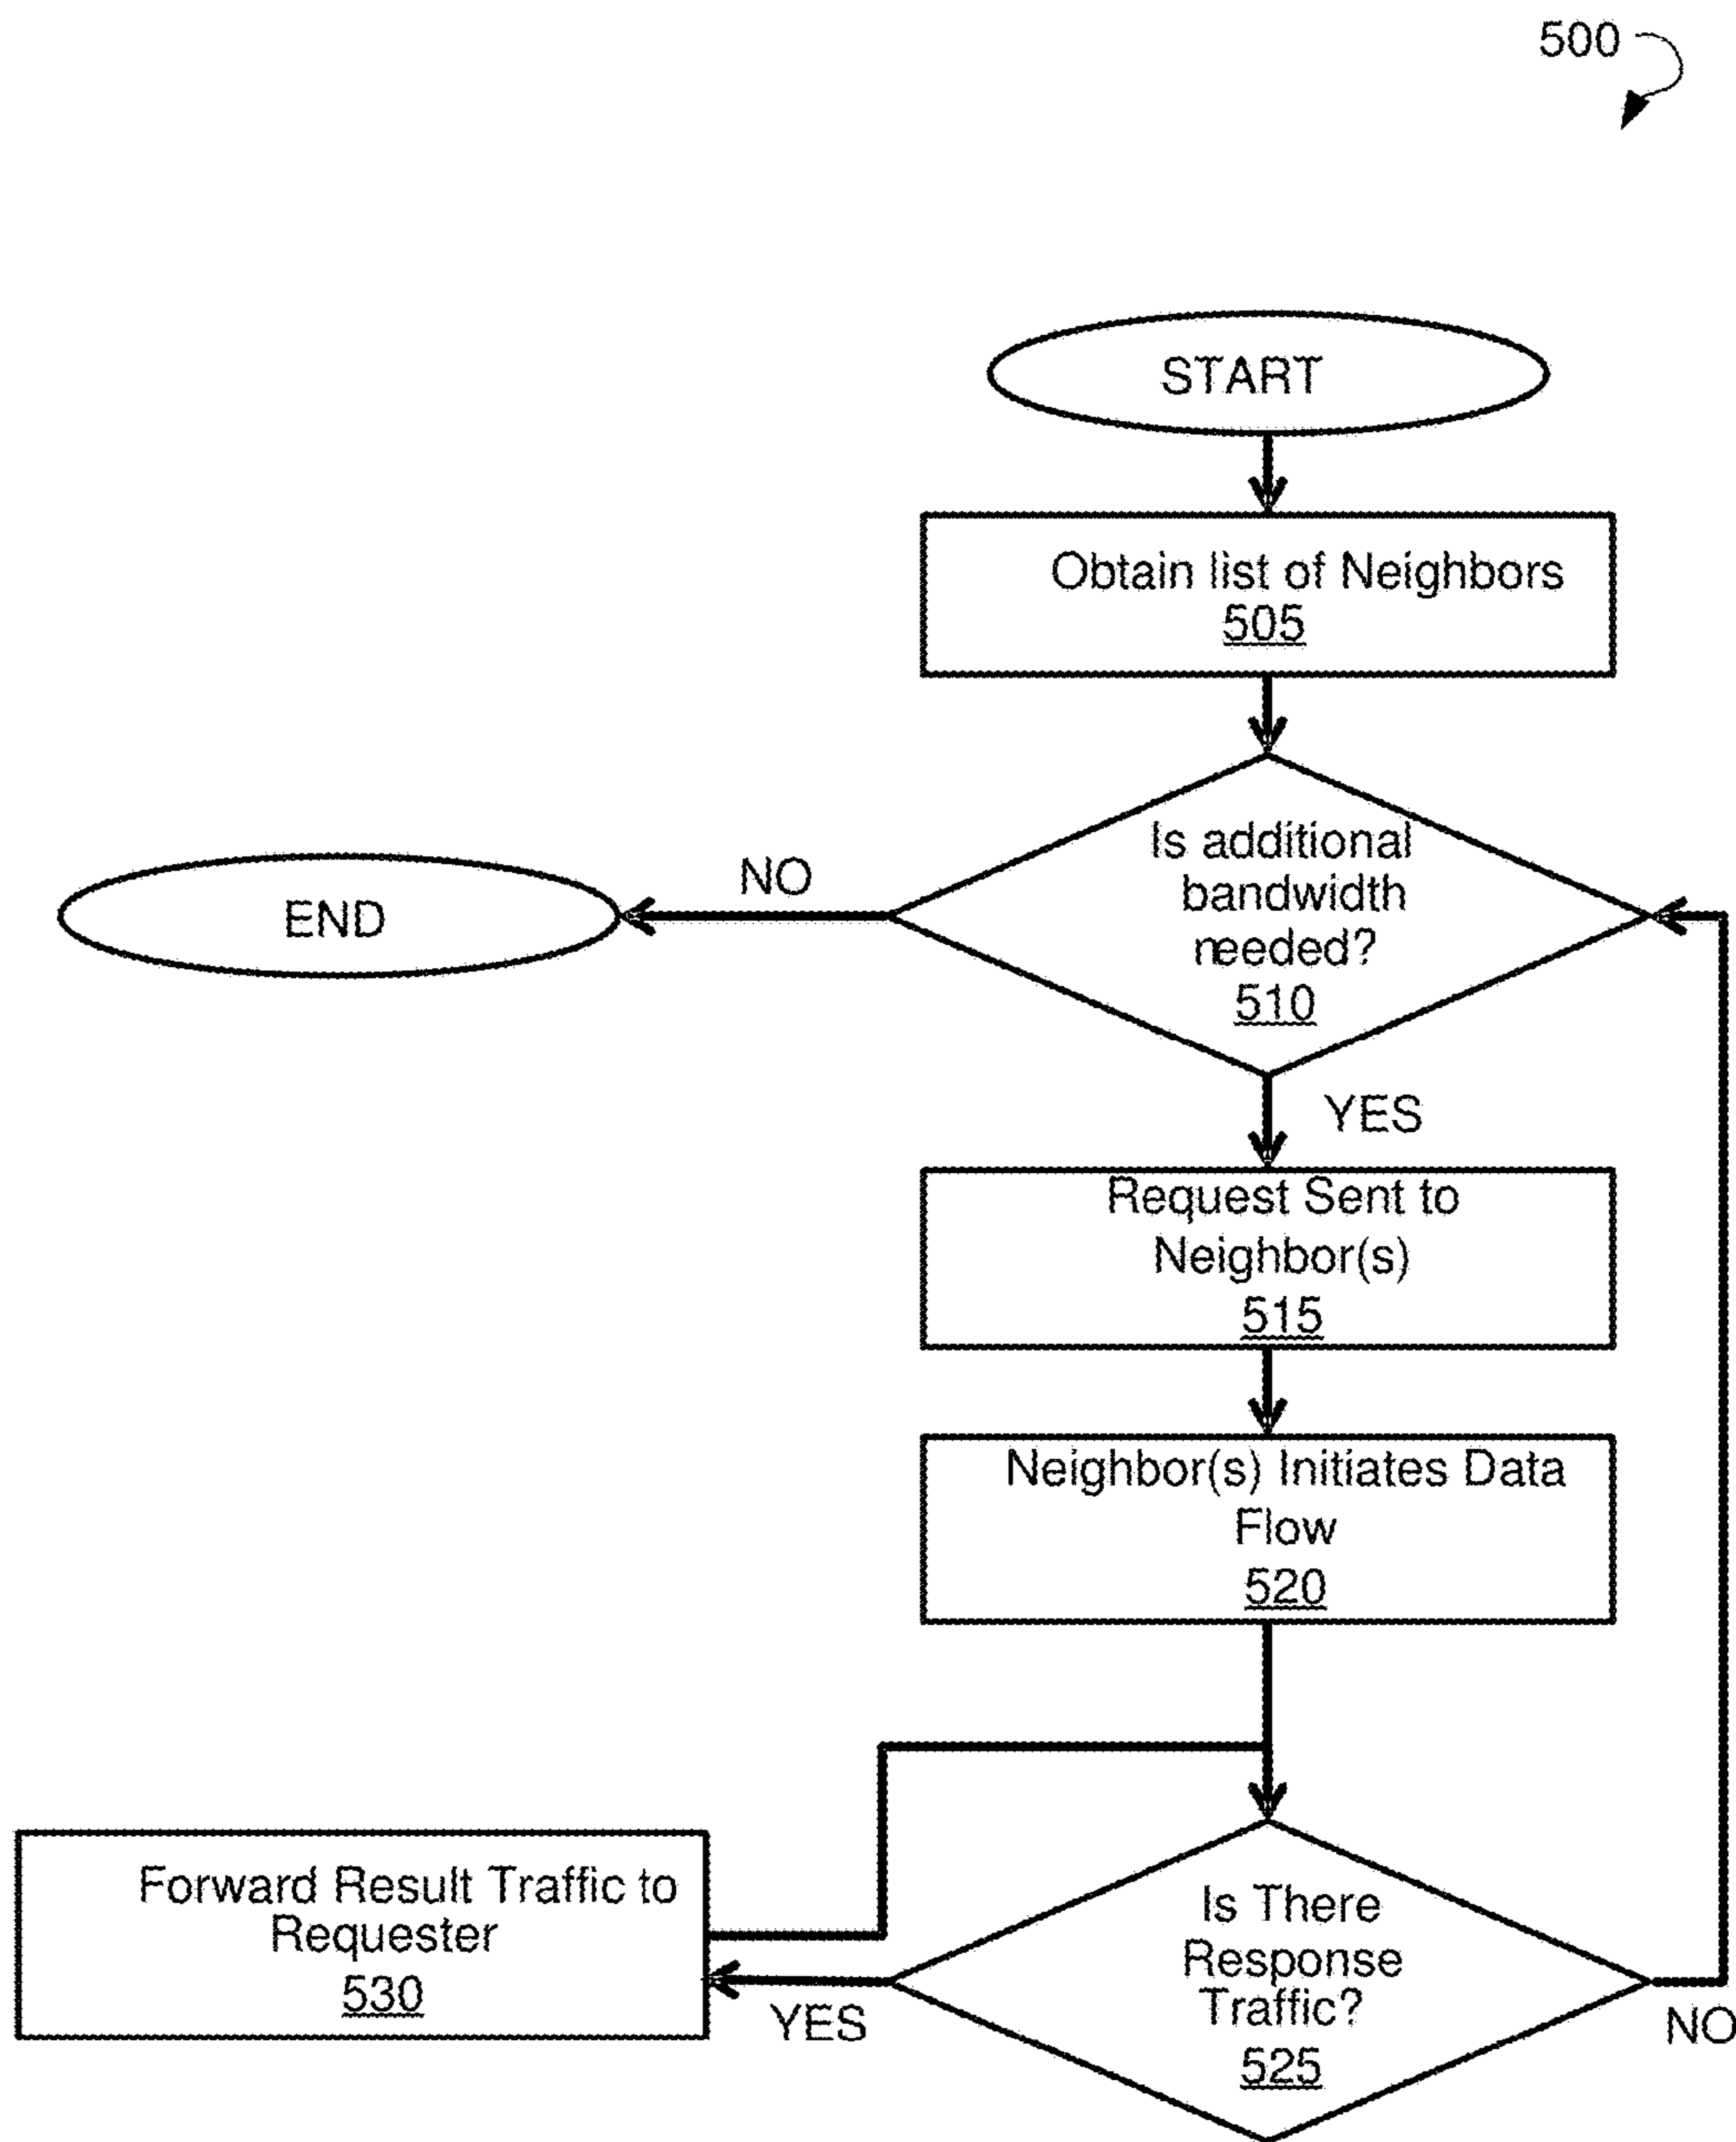 500
START
Obtain list of Neighbors
505
Is additional
bandwidth
needed?
510
NO
END
YES
Request Sent to
Neighbor(s)
515
Neighbor(s) Initiates Data
Flow
520
Forward Result Traffic to
Requester
530
YES
Is There
Response
Traffic?
525
NO